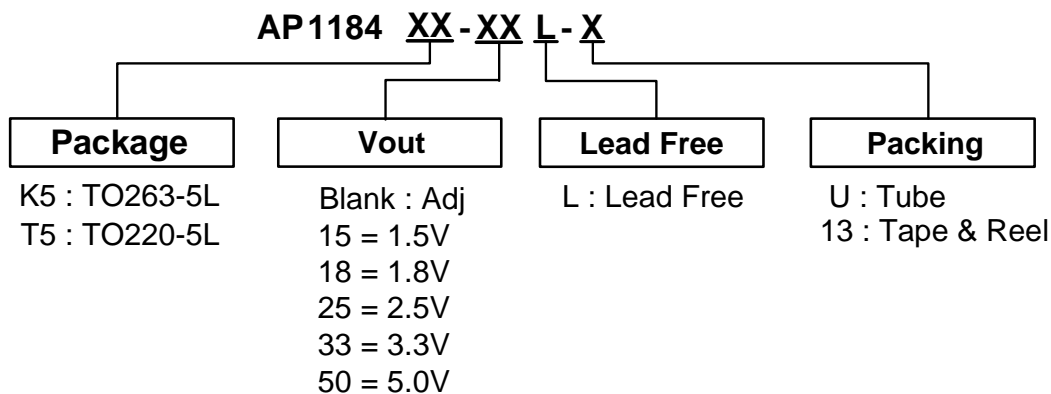 AP1184 XX-XX L-X
Package
K5 : TO263-5L
T5 : TO220-5L
Vout
Blank : Adj
15 = 1.5V
18 = 1.8V
25 = 2.5V
33 = 3.3V
50 = 5.0V
Lead Free
L : Lead Free
Packing
U : Tube
13 : Tape & Reel